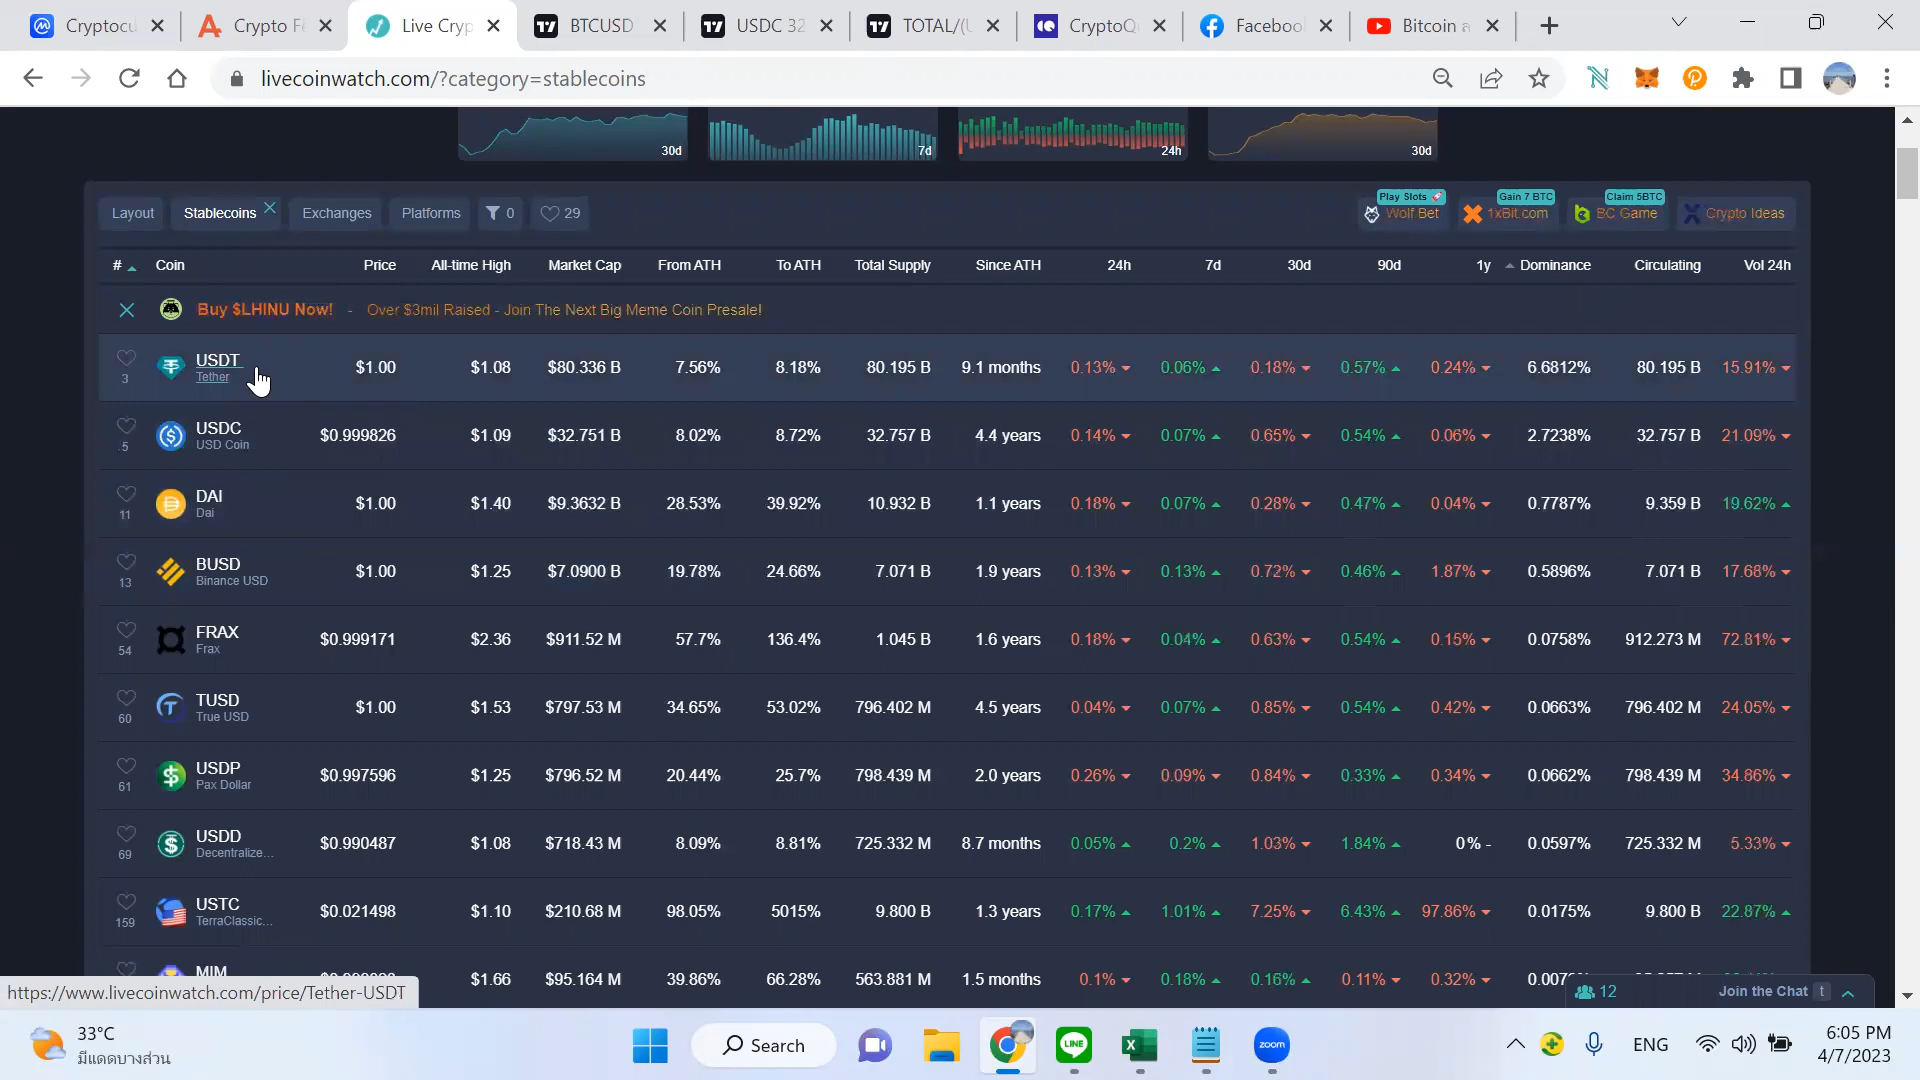 Cryptocu
Crypto F
Live Cryp
BTCUSD
USDC 32
TOTAL/(U
CryptoQ
Facebook
Bitcoin a
livecoinwatch.com/?category=stablecoins
30d
7d
24h
30d
Layout
Stablecoins
Exchanges
Platforms
0
29
Play Slots 🚀
Wolf Bet
Gain 7 BTC
1xBit.com
Claim 5BTC
BC Game
Crypto Ideas
# Coin Price All-time High Market Cap From ATH To ATH Total Supply Since ATH 24h 7d 30d 90d 1y Dominance Circulating Vol 24h
Buy $LHINU Now! - Over $3mil Raised - Join The Next Big Meme Coin Presale!
3 USDT Tether $1.00 $1.08 $80.336 B 7.56% 8.18% 80.195 B 9.1 months 0.13% 0.06% 0.18% 0.57% 0.24% 6.6812% 80.195 B 15.91%
5 USDC USD Coin $0.999826 $1.09 $32.751 B 8.02% 8.72% 32.757 B 4.4 years 0.14% 0.07% 0.65% 0.54% 0.06% 2.7238% 32.757 B 21.09%
11 DAI Dai $1.00 $1.40 $9.3632 B 28.53% 39.92% 10.932 B 1.1 years 0.18% 0.07% 0.28% 0.47% 0.04% 0.7787% 9.359 B 19.62%
13 BUSD Binance USD $1.00 $1.25 $7.0900 B 19.78% 24.66% 7.071 B 1.9 years 0.13% 0.13% 0.72% 0.46% 1.87% 0.5896% 7.071 B 17.68%
54 FRAX Frax $0.999171 $2.36 $911.52 M 57.7% 136.4% 1.045 B 1.6 years 0.18% 0.04% 0.63% 0.54% 0.15% 0.0758% 912.273 M 72.81%
60 TUSD True USD $1.00 $1.53 $797.53 M 34.65% 53.02% 796.402 M 4.5 years 0.04% 0.07% 0.85% 0.54% 0.42% 0.0663% 796.402 M 24.05%
61 USDP Pax Dollar $0.997596 $1.25 $796.52 M 20.44% 25.7% 798.439 M 2.0 years 0.26% 0.09% 0.84% 0.33% 0.34% 0.0662% 798.439 M 34.86%
69 USDD Decentralize... $0.990487 $1.08 $718.43 M 8.09% 8.81% 725.332 M 8.7 months 0.05% 0.2% 1.03% 1.84% 0% - 0.0597% 725.332 M 5.33%
159 USTC TerraClassic... $0.021498 $1.10 $210.68 M 98.05% 5015% 9.800 B 1.3 years 0.17% 1.01% 7.25% 6.43% 97.86% 0.0175% 9.800 B 22.87%
MIM $1.66 $95.164 M 39.86% 66.28% 563.881 M 1.5 months 0.1% 0.18% 0.16% 0.11% 0.32%
https://www.livecoinwatch.com/price/Tether-USDT
12
Join the Chat t
33°C
มีแดดบางส่วน
Search
LINE
zoom
ENG
6:05 PM
4/7/2023